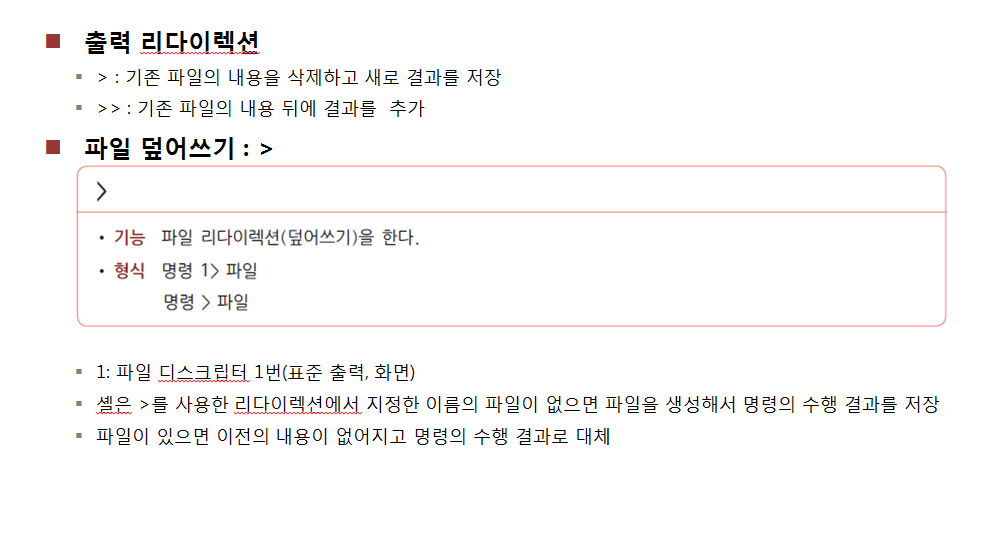 출력 리다이렉션
> : 기존 파일의 내용을 삭제하고 새로 결과를 저장
>> : 기존 파일의 내용 뒤에 결과를 추가
파일 덮어쓰기 : >
>
• 기능 파일 리다이렉션(덮어쓰기)을 한다.
• 형식 명령 1> 파일
명령 > 파일
1: 파일 디스크립터 1번(표준 출력, 화면)
셸은 >를 사용한 리다이렉션에서 지정한 이름의 파일이 없으면 파일을 생성해서 명령의 수행 결과를 저장
파일이 있으면 이전의 내용이 없어지고 명령의 수행 결과로 대체